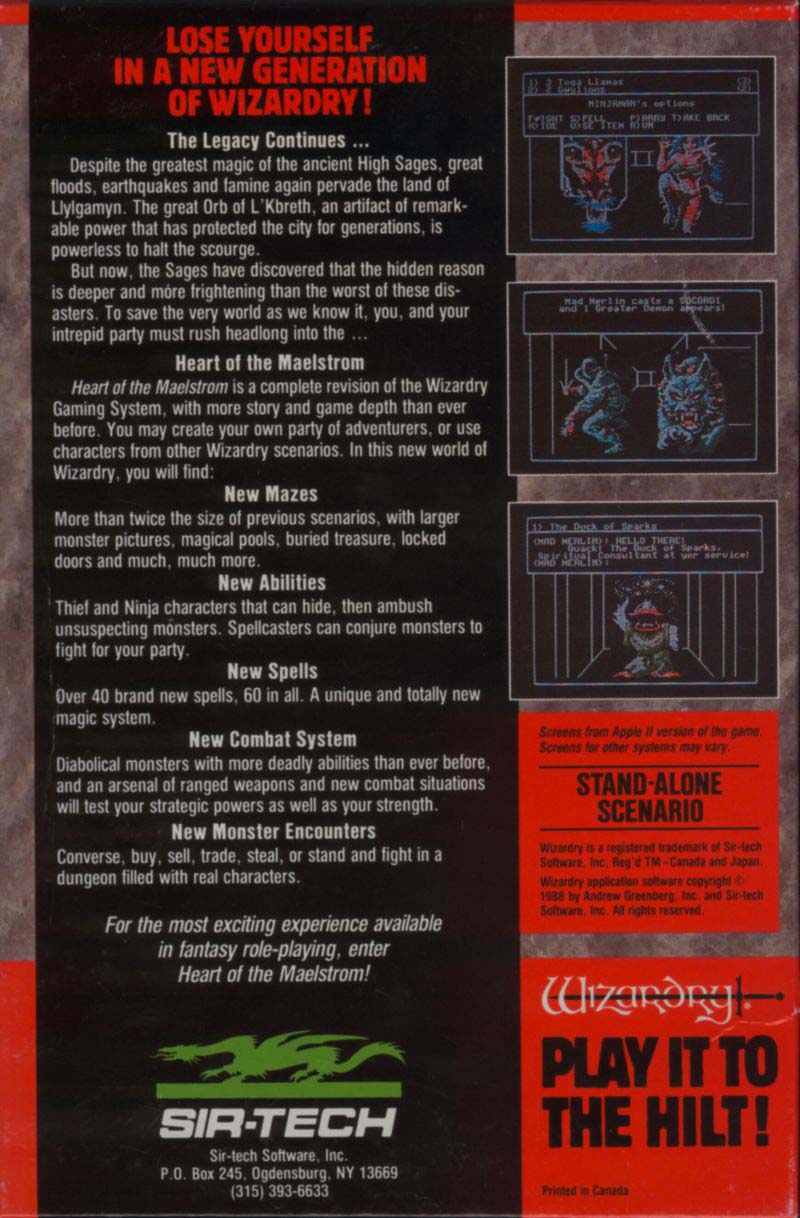 LOSE YOURSELF
IN A NEW GENERATION
OF WIZARDRY!
The Legacy Continues ...
Despite the greatest magic of the ancient High Sages, great
floods, earthquakes and famine again pervade the land of
Llylgamyn. The great Orb of L'Kbreth, an artifact of remark-
able power that has protected the city for generations, is
powerless to halt the scourge.
But now, the Sages have discovered that the hidden reason
is deeper and more frightening than the worst of these dis-
asters. To save the very world as we know it, you, and your
intrepid party must rush headlong into the ...
Heart of the Maelstrom
Heart of the Maelstrom is a complete revision of the Wizardry
Gaming System, with more story and game depth than ever
before. You may create your own party of adventurers, or use
characters from other Wizardry scenarios. In this new world of
Wizardry, you will find:
New Mazes
More than twice the size of previous scenarios, with larger
monster pictures, magical pools, buried treasure, locked
doors and much, much more.
New Abilities
Thief and Ninja characters that can hide, then ambush
unsuspecting monsters. Spellcasters can conjure monsters to
fight for your party.
New Spells
Over 40 brand new spells, 60 in all. A unique and totally new
magic system.
New Combat System
Diabolical monsters with more deadly abilities than ever before,
and an arsenal of ranged weapons and new combat situations
will test your strategic powers as well as your strength.
New Monster Encounters
Converse, buy, sell, trade, steal, or stand and fight in a
dungeon filled with real characters.
For the most exciting experience available
in fantasy role-playing, enter
Heart of the Maelstrom!
SIR-TECH
Sir-tech Software, Inc.
P.O. Box 245, Ogdensburg, NY 13669
(315) 393-6633
1) 3 Toga Llamas (3)
2) 2 Gwylions (2)
MINJAMAN's options
F)IGHT S)PELL P)ARRY T)AKE BACK
H)IDE U)SE ITEM R)UN
Mad Merlin casts a SOCORDI
and 1 Greater Demon appears!
1) The Duck of Sparks
(MAD MERLIN): HELLO THERE!
Quack! The Duck of Sparks,
Spiritual Consultant at yer service!
(MAD MERLIN):
Screens from Apple II version of the game.
Screens for other systems may vary.
STAND-ALONE
SCENARIO
Wizardry is a registered trademark of Sir-tech
Software, Inc; Reg'd TM–Canada and Japan.
Wizardry application software copyright ©
1988 by Andrew Greenberg, Inc. and Sir-tech
Software, Inc. All rights reserved.
Wizardry
PLAY IT TO
THE HILT!
Printed in Canada